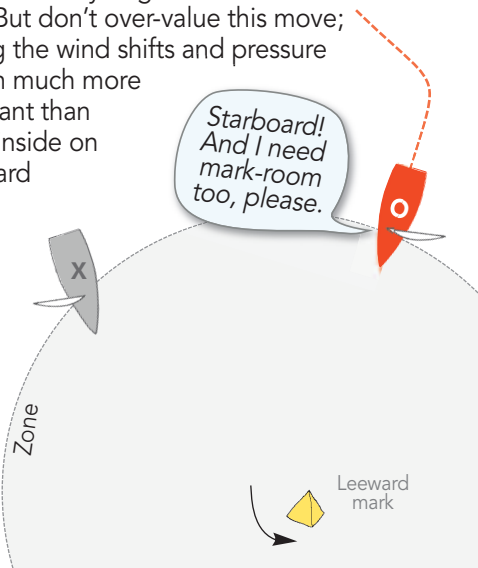 But don't over-value this move;
g the wind shifts and pressure
n much more
ant than
nside on
ard
Starboard!
And I need
mark-room
too, please.
O
X
Zone
Leeward
mark